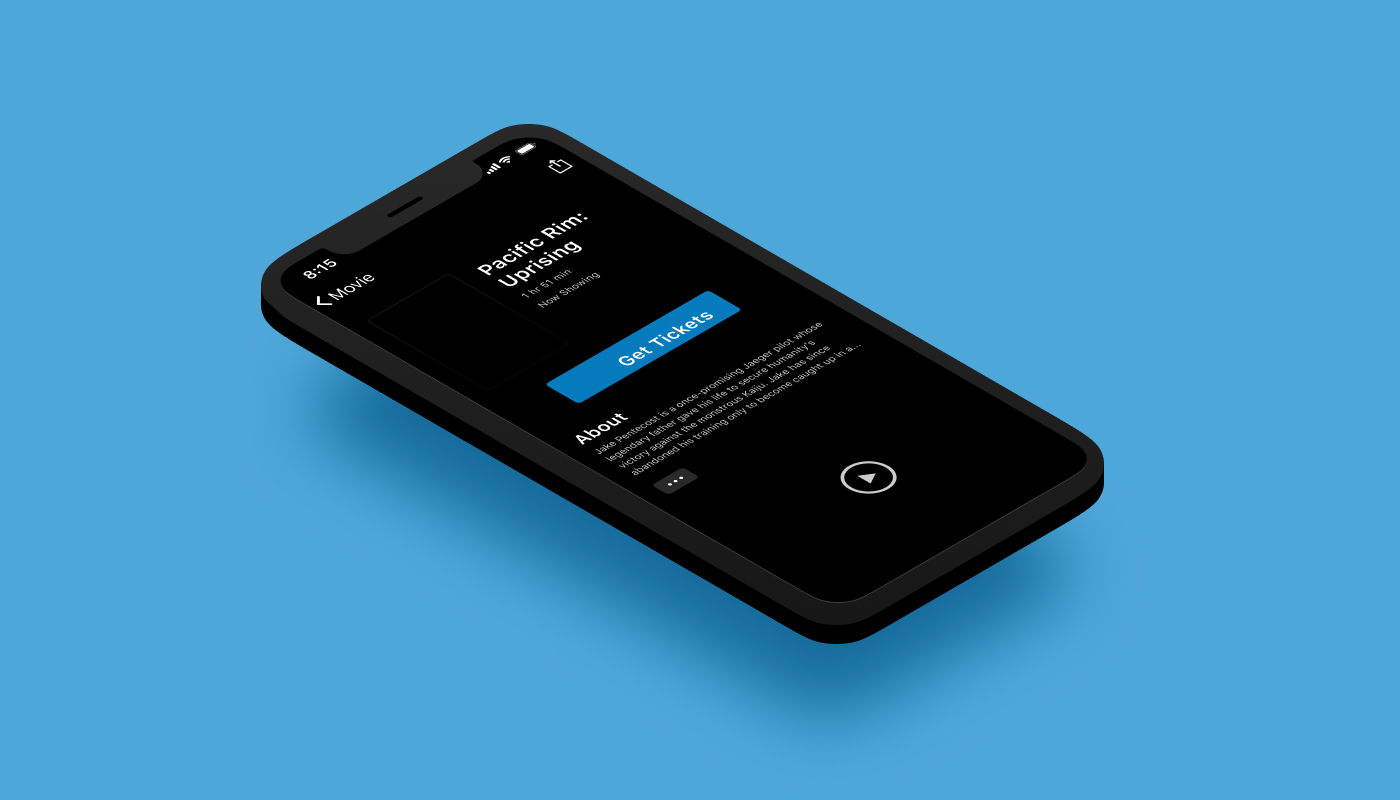 8:15
Movie
Pacific Rim:
Uprising
1 hr 51 min
Now Showing
Get Tickets
About
Jake Pentecost is a once-promising Jaeger pilot whose
legendary father gave his life to secure humanity's
victory against the monstrous Kaiju. Jake has since
abandoned his training only to become caught up in a...